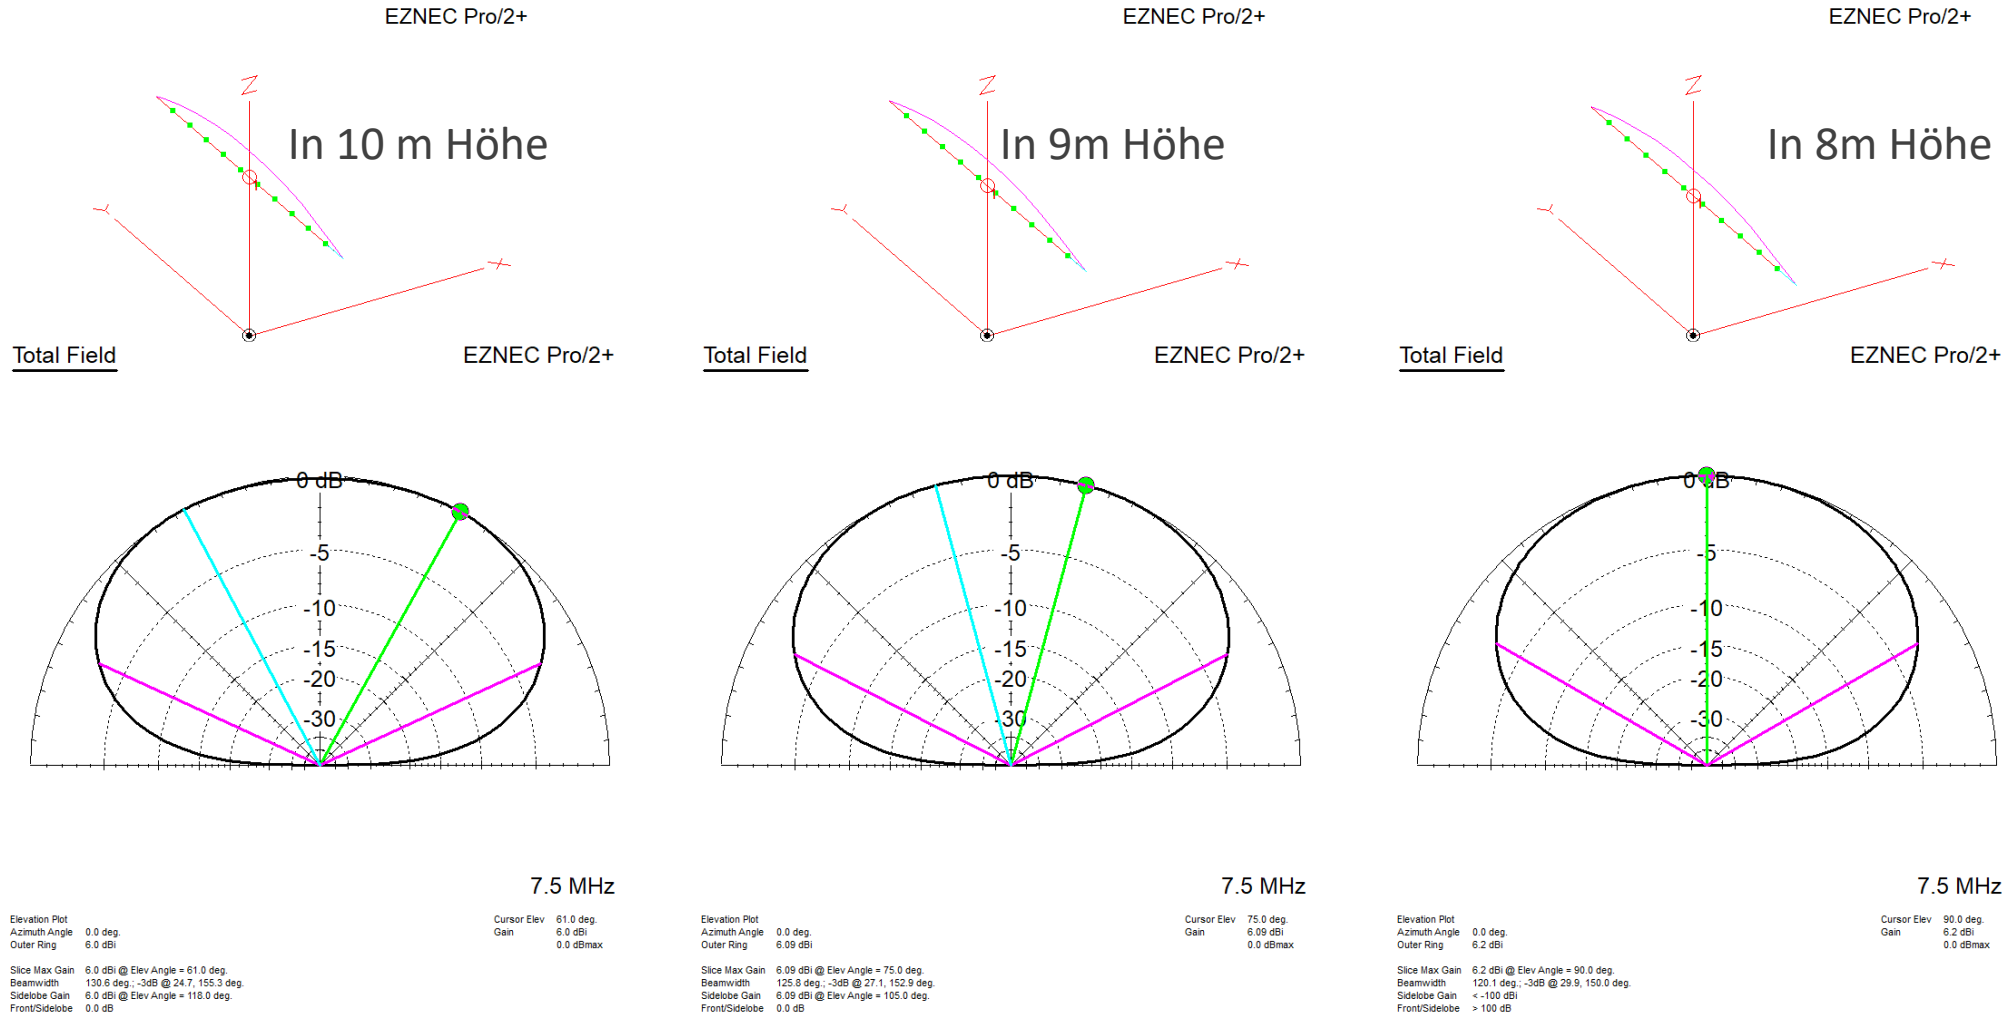 EZNEC Pro/2+
Z
In 10 m Höhe
1
Y
X
Total Field
EZNEC Pro/2+
0 dB
-5
-10
-15
-20
-30
7.5 MHz
Elevation Plot
Azimuth Angle 0.0 deg.
Outer Ring 6.0 dBi
Cursor Elev 61.0 deg.
Gain 6.0 dBi
0.0 dBmax
Slice Max Gain 6.0 dBi @ Elev Angle = 61.0 deg.
Beamwidth 130.6 deg.; -3dB @ 24.7, 155.3 deg.
Sidelobe Gain 6.0 dBi @ Elev Angle = 118.0 deg.
Front/Sidelobe 0.0 dB
EZNEC Pro/2+
Z
In 9m Höhe
1
Y
X
Total Field
EZNEC Pro/2+
0 dB
-5
-10
-15
-20
-30
7.5 MHz
Elevation Plot
Azimuth Angle 0.0 deg.
Outer Ring 6.09 dBi
Cursor Elev 75.0 deg.
Gain 6.09 dBi
0.0 dBmax
Slice Max Gain 6.09 dBi @ Elev Angle = 75.0 deg.
Beamwidth 125.8 deg.; -3dB @ 27.1, 152.9 deg.
Sidelobe Gain 6.09 dBi @ Elev Angle = 105.0 deg.
Front/Sidelobe 0.0 dB
EZNEC Pro/2+
Z
In 8m Höhe
1
Y
X
Total Field
EZNEC Pro/2+
0 dB
-5
-10
-15
-20
-30
7.5 MHz
Elevation Plot
Azimuth Angle 0.0 deg.
Outer Ring 6.2 dBi
Cursor Elev 90.0 deg.
Gain 6.2 dBi
0.0 dBmax
Slice Max Gain 6.2 dBi @ Elev Angle = 90.0 deg.
Beamwidth 120.1 deg.; -3dB @ 29.9, 150.0 deg.
Sidelobe Gain < -100 dBi
Front/Sidelobe > 100 dB